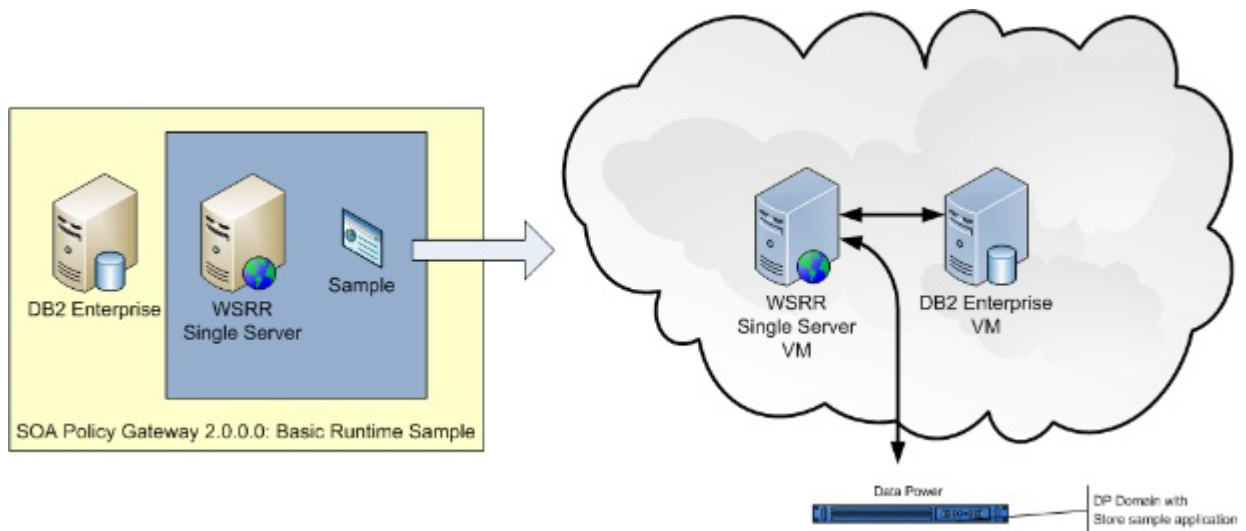 DB2 Enterprise
WSRR
Single Server
Sample
SOA Policy Gateway 2.0.0.0: Basic Runtime Sample
WSRR
Single Server
VM
DB2 Enterprise
VM
Data Power
DP Domain with
Store sample application